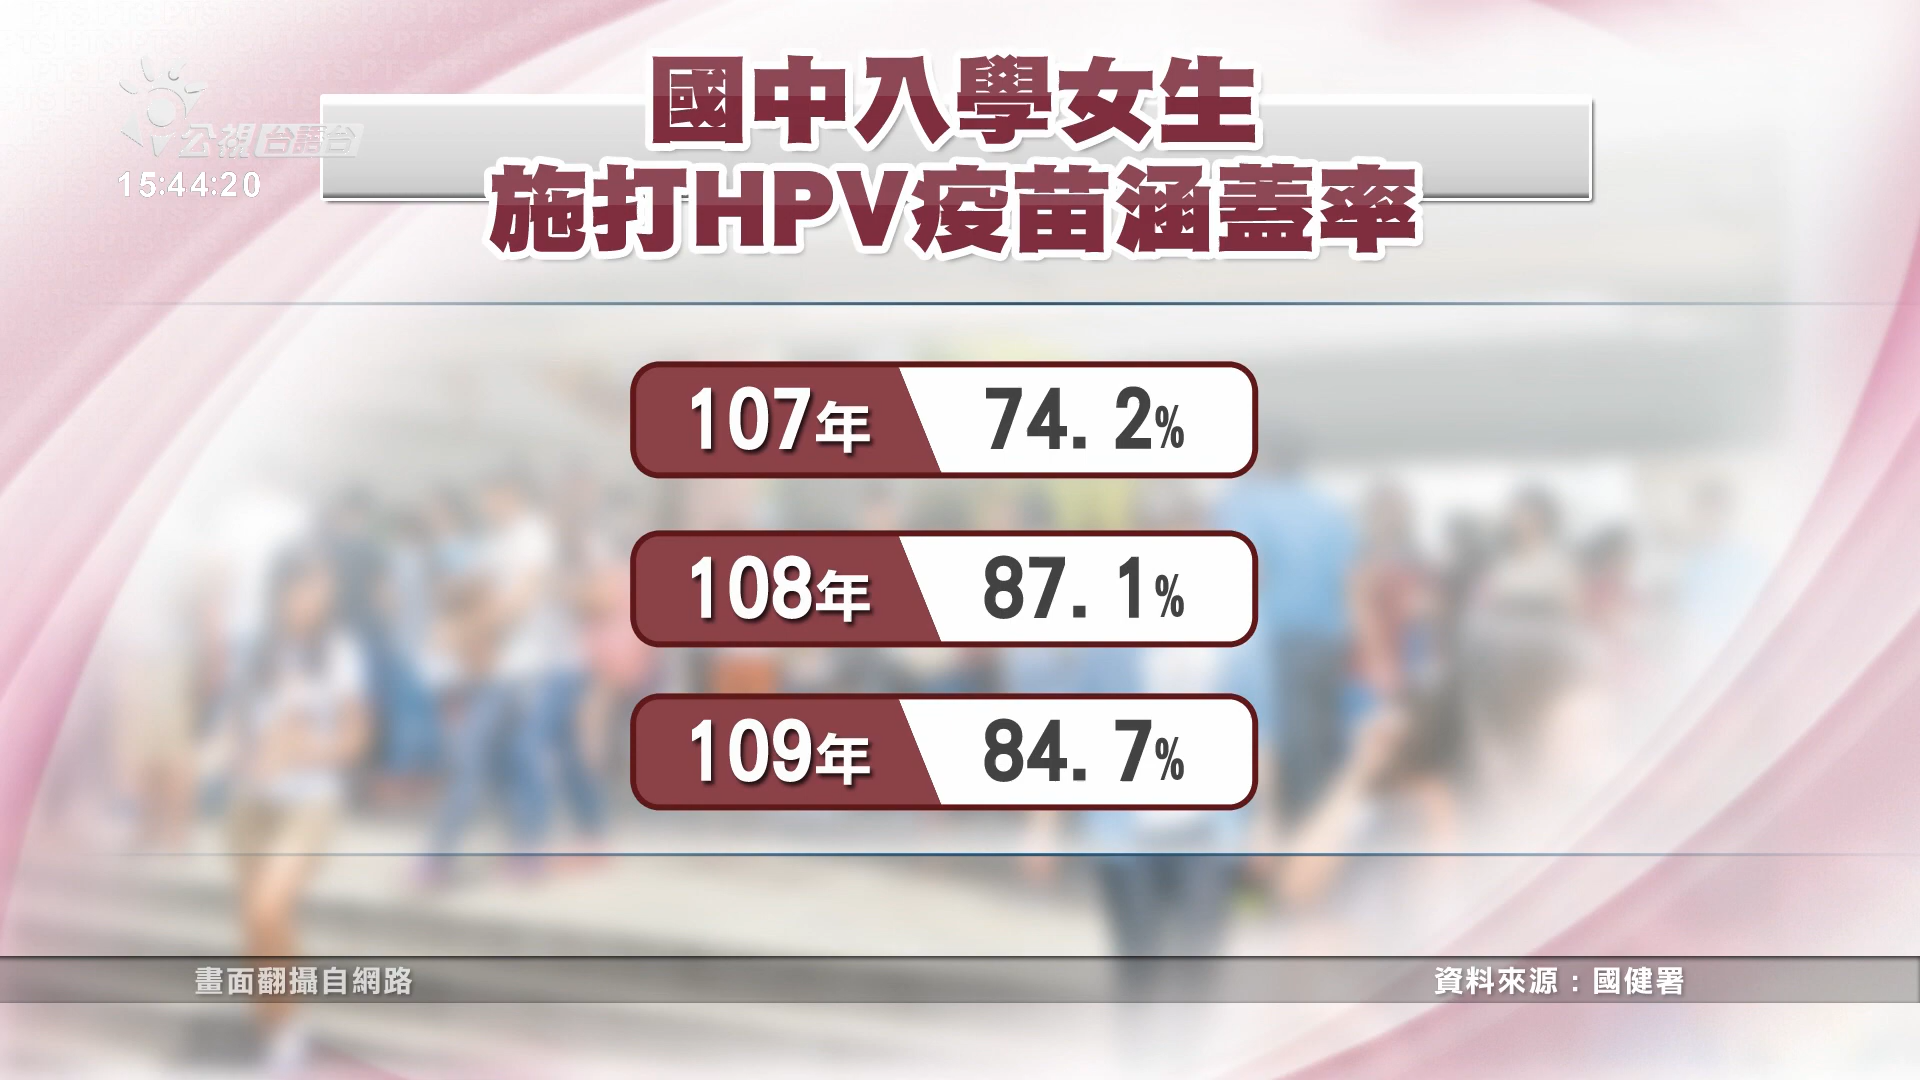 公視台語台
15:44:20
國中入學女生
施打HPV疫苗涵蓋率
107年 74.2%
108年 87.1%
109年 84.7%
畫面翻攝自網路
資料來源：國健署